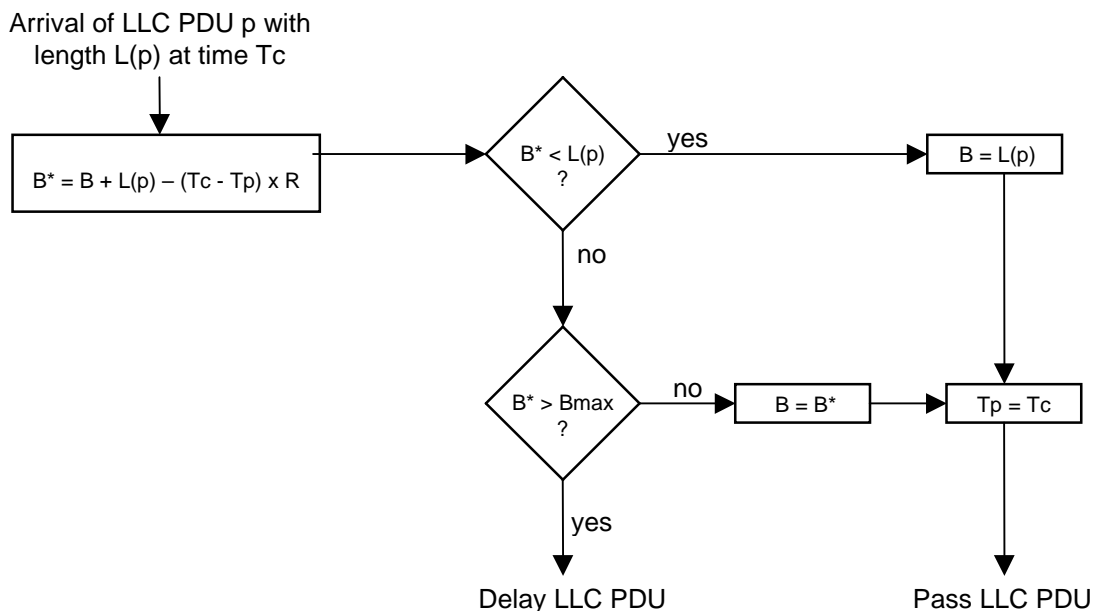 Arrival of LLC PDU p with
length L(p) at time Tc
B* = B + L(p) – (Tc - Tp) x R
B* < L(p)
?
yes
B = L(p)
no
B* > Bmax
?
no
B = B*
Tp = Tc
yes
Delay LLC PDU
Pass LLC PDU